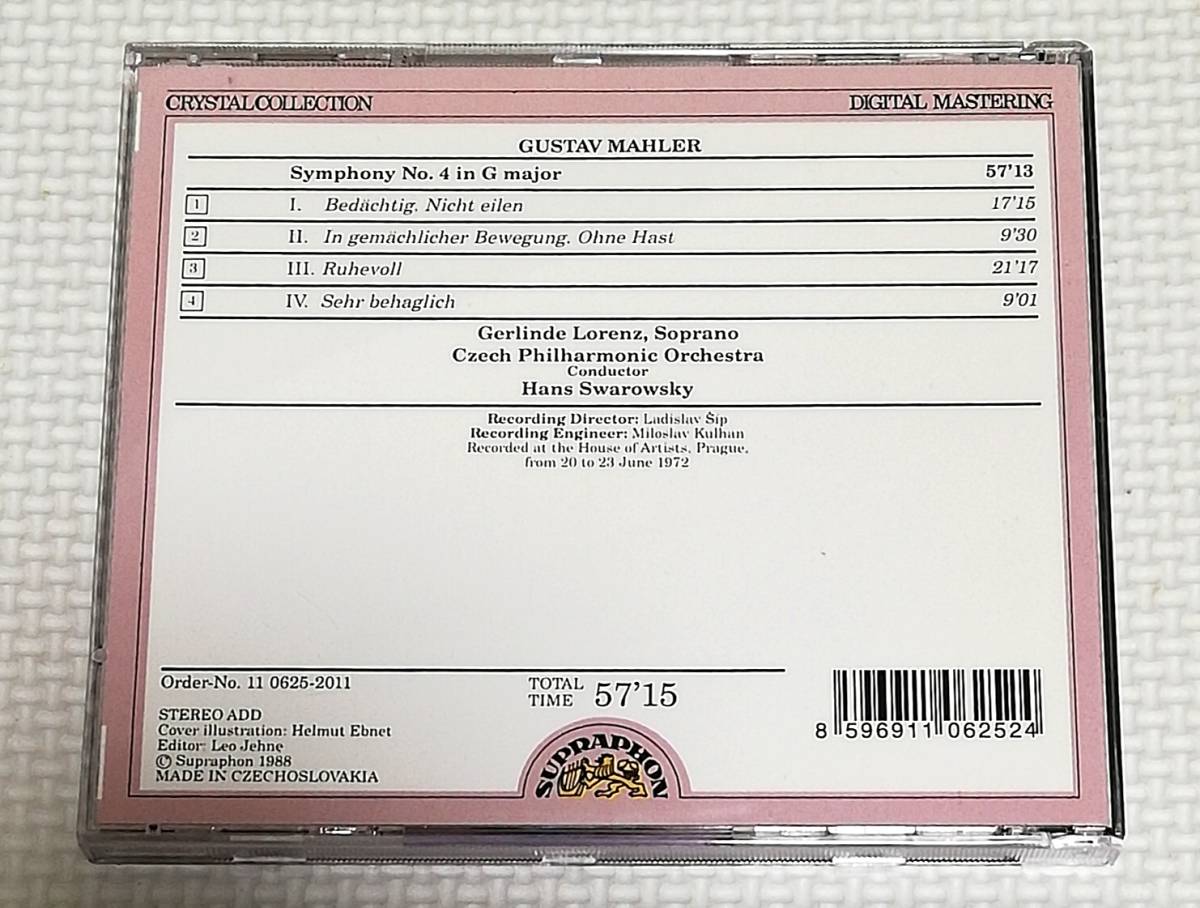 CRYSTAL COLLECTION DIGITAL MASTERING
GUSTAV MAHLER
Symphony No. 4 in G major 57'13
1 I. Bedächtig. Nicht eilen 17'15
2 II. In gemächlicher Bewegung. Ohne Hast 9'30
3 III. Ruhevoll 21'17
4 IV. Sehr behaglich 9'01
Gerlinde Lorenz, Soprano
Czech Philharmonic Orchestra
Conductor
Hans Swarowsky
Recording Director: Ladislav Šíp
Recording Engineer: Miloslav Kulhan
Recorded at the House of Artists, Prague,
from 20 to 23 June 1972
Order-No. 11 0625-2011
TOTAL TIME 57'15
STEREO ADD
Cover illustration: Helmut Ebnet
Editor: Leo Jehne
© Supraphon 1988
MADE IN CZECHOSLOVAKIA
SUPRAPHON
8 596911 062524